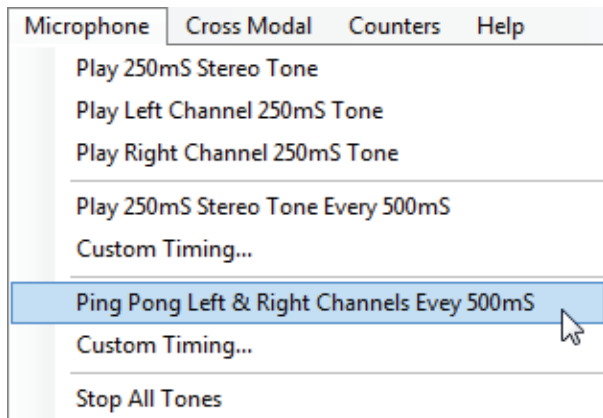 Microphone Cross Modal Counters Help
Play 250mS Stereo Tone
Play Left Channel 250mS Tone
Play Right Channel 250mS Tone
Play 250mS Stereo Tone Every 500mS
Custom Timing...
Ping Pong Left & Right Channels Evey 500mS
Custom Timing...
Stop All Tones